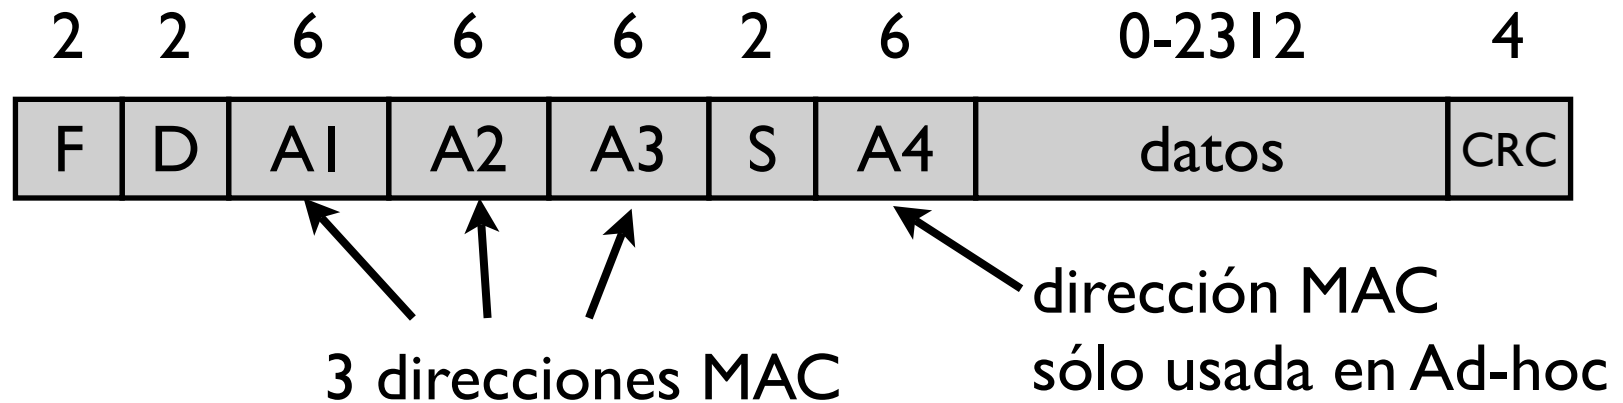 2 2 6 6 6 2 6 0-2312 4
F D A1 A2 A3 S A4 datos CRC
3 direcciones MAC
dirección MAC
sólo usada en Ad-hoc